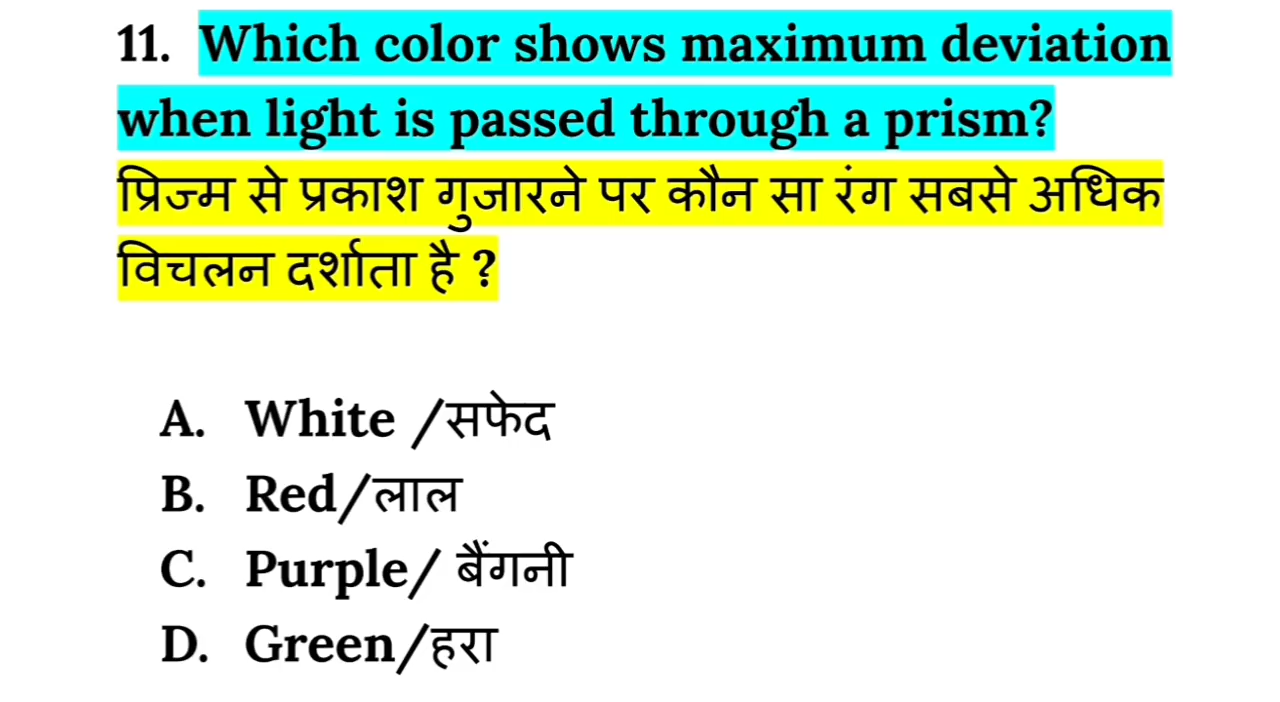 11. Which color shows maximum deviation
when light is passed through a prism?
प्रिज्म से प्रकाश गुजारने पर कौन सा रंग सबसे अधिक
विचलन दर्शाता है ?
A. White /सफेद
B. Red/लाल
C. Purple/ बैंगनी
D. Green/हरा